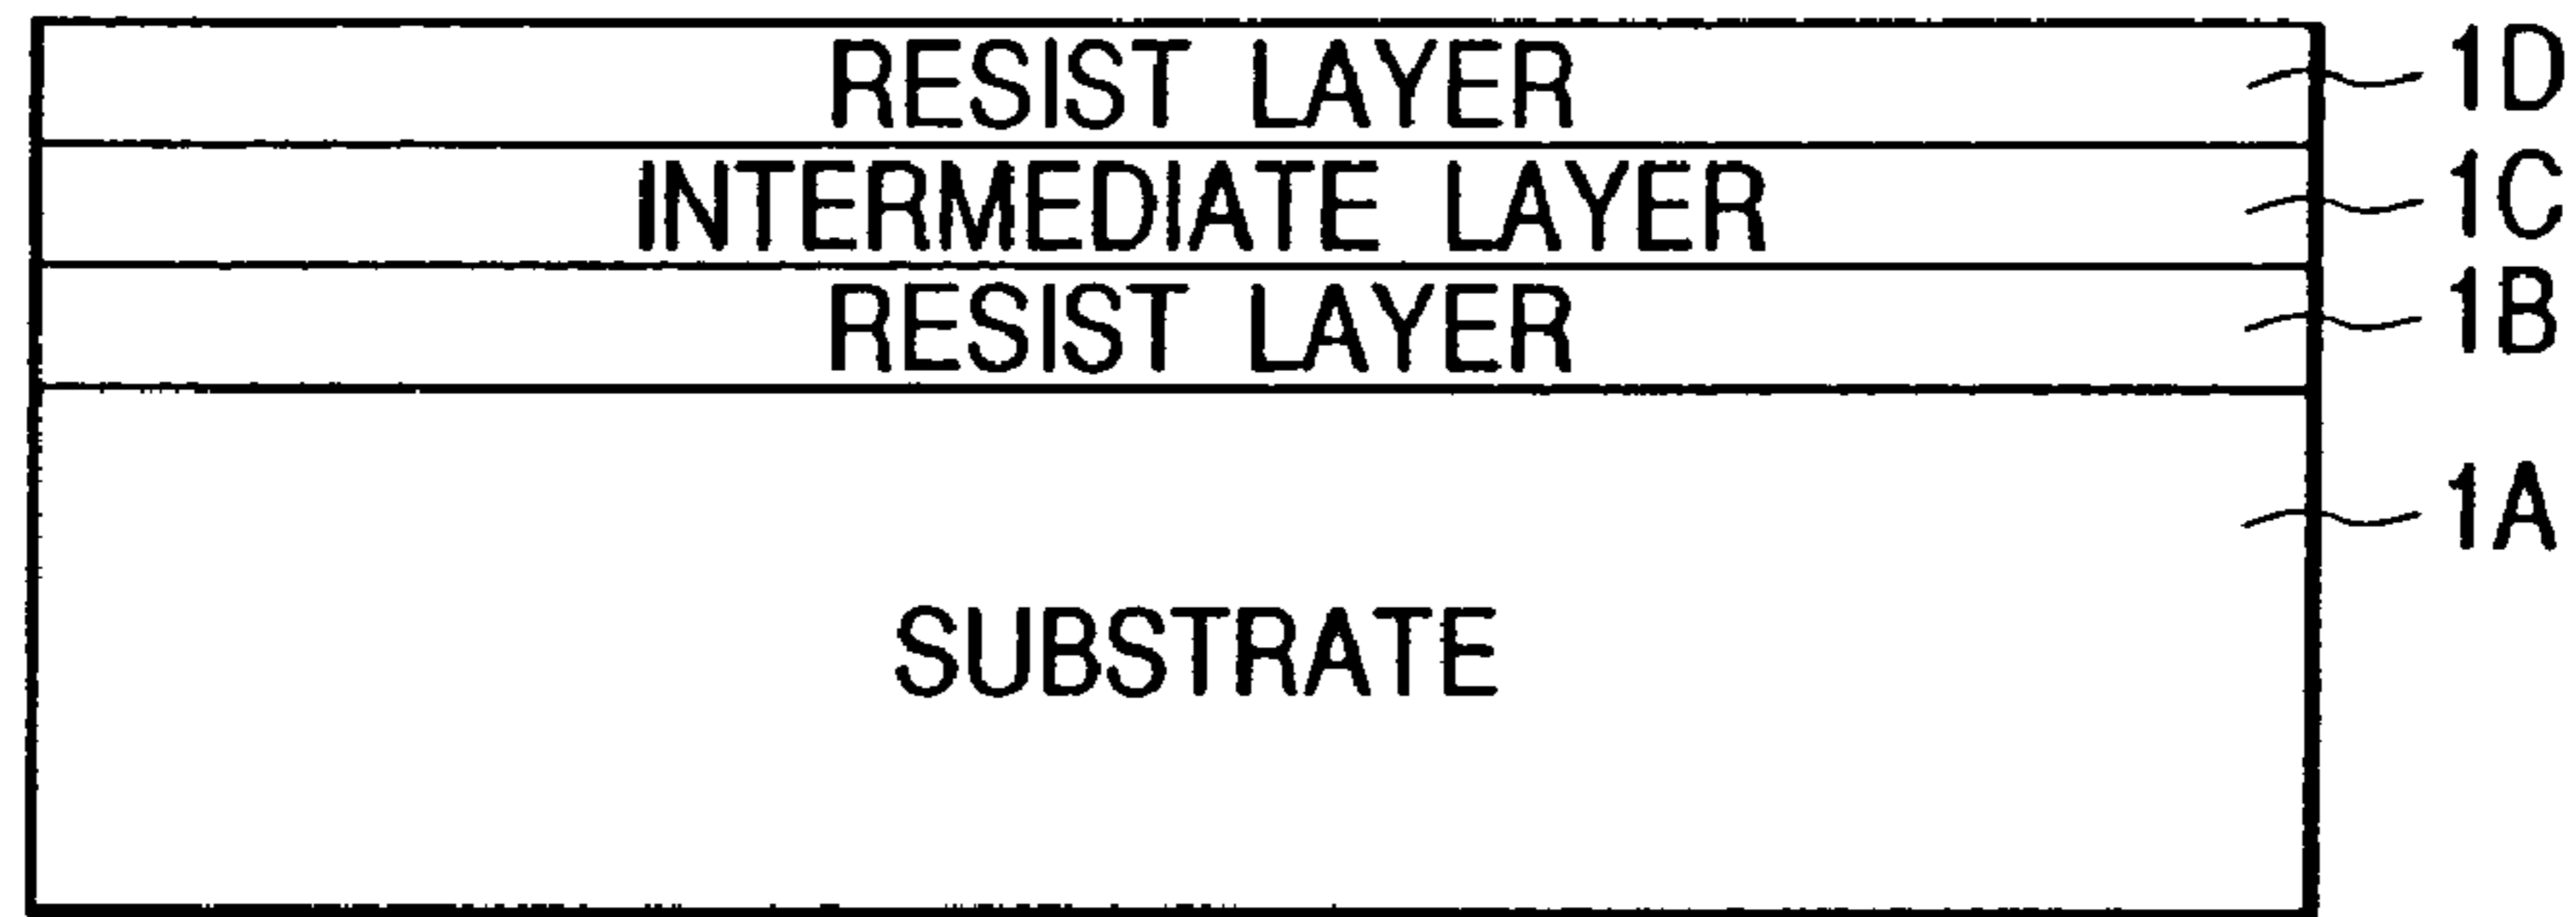 RESIST LAYER 1D
INTERMEDIATE LAYER 1C
RESIST LAYER 1B
1A
SUBSTRATE